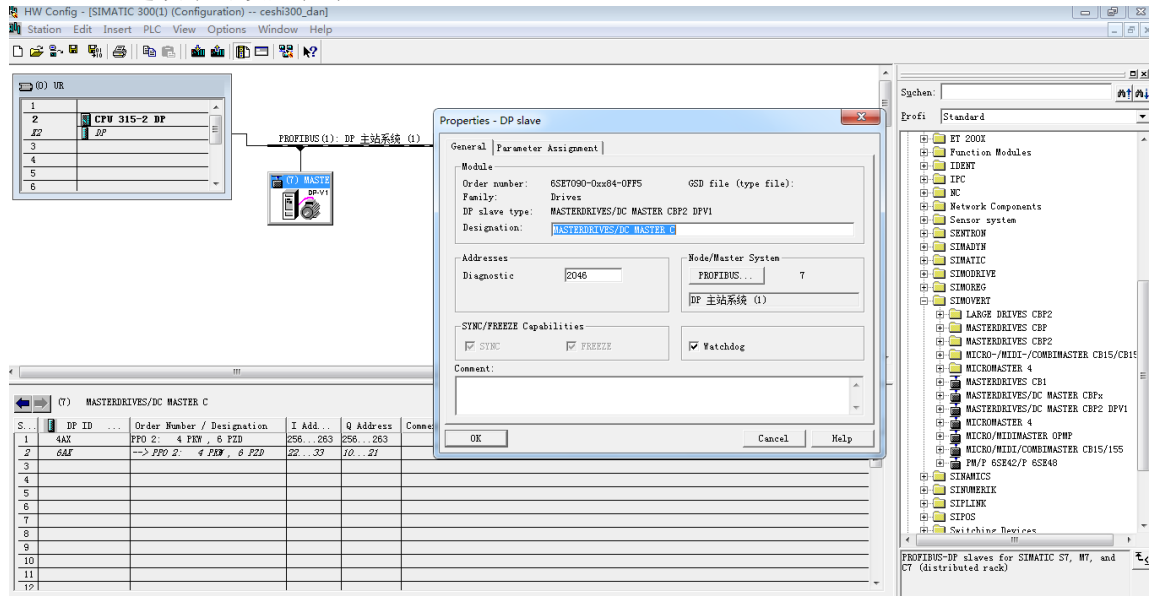 HW Config - [SIMATIC 300(1) (Configuration) -- ceshi300_dan]
Station Edit Insert PLC View Options Window Help
(0) UR
1
2 CPU 315-2 DP
X2 DP
3
4
5
6
PROFIBUS(1): DP 主站系统 (1)
(7) MASTE
DP-V1
Properties - DP slave
General Parameter Assignment
Module
Order number: 6SE7090-0xx84-0FF5 GSD file (type file):
Family: Drives
DP slave type: MASTERDRIVES/DC MASTER CBP2 DPV1
Designation: MASTERDRIVES/DC MASTER C
Addresses Node/Master System
Diagnostic 2046 PROFIBUS... 7
DP 主站系统 (1)
SYNC/FREEZE Capabilities
SYNC FREEZE Watchdog
Comment:
OK Cancel Help
(7) MASTERDRIVES/DC MASTER C
S... DP ID ... Order Number / Designation I Add... Q Address Comme
1 4AX PPO 2: 4 PKW, 6 PZD 256...263 256...263
2 6AX --> PPO 2: 4 PKW, 6 PZD 22...33 10...21
3
4
5
6
7
8
9
10
11
12
Suchen:
Profi Standard
ET 200X
Function Modules
IDENT
IPC
NC
Network Components
Sensor system
SENTRON
SIMADYN
SIMATIC
SIMODRIVE
SIMOREG
SIMOVERT
LARGE DRIVES CBP2
MASTERDRIVES CBP
MASTERDRIVES CBP2
MICRO-/MIDI-/COMBIMASTER CB15/CB15
MICROMASTER 4
MASTERDRIVES CB1
MASTERDRIVES/DC MASTER CBPx
MASTERDRIVES/DC MASTER CBP2 DPV1
MICROMASTER 4
MICRO/MIDIMASTER OPMP
MICRO/MIDI/COMBIMASTER CB15/155
PM/P 6SE42/P 6SE48
SINAMICS
SINUMERIK
SIPLINK
SIPOS
Switching Devices
PROFIBUS-DP slaves for SIMATIC S7, M7, and
C7 (distributed rack)